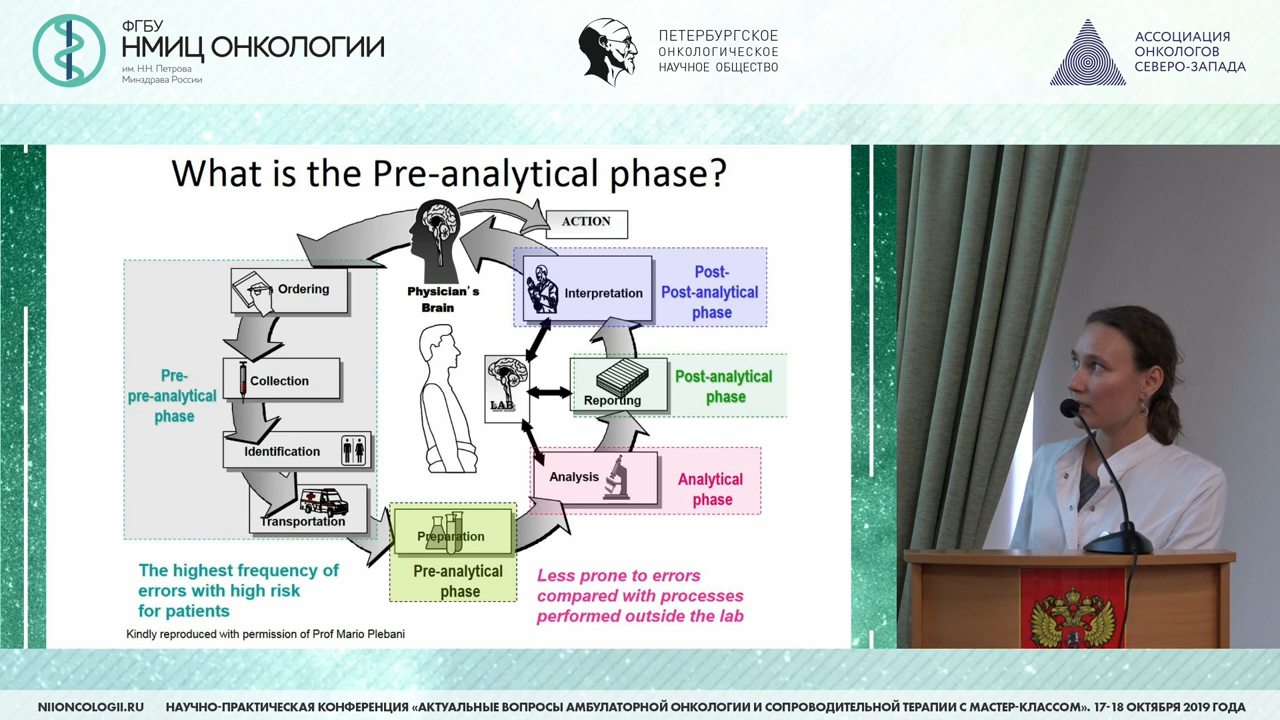 ФГБУ
НМИЦ ОНКОЛОГИИ
им. Н.Н. Петрова
Минздрава России
ПЕТЕРБУРГСКОЕ
ОНКОЛОГИЧЕСКОЕ
НАУЧНОЕ ОБЩЕСТВО
АССОЦИАЦИЯ
ОНКОЛОГОВ
СЕВЕРО-ЗАПАДА
What is the Pre-analytical phase?
ACTION
Physician's
Brain
Ordering
Collection
Identification
Transportation
Pre-
pre-analytical
phase
Preparation
Pre-analytical
phase
Analysis
Analytical
phase
LAB
Reporting
Post-analytical
phase
Interpretation
Post-
Post-analytical
phase
The highest frequency of
errors with high risk
for patients
Less prone to errors
compared with processes
performed outside the lab
Kindly reproduced with permission of Prof Mario Plebani
NIIONCOLOGII.RU НАУЧНО-ПРАКТИЧЕСКАЯ КОНФЕРЕНЦИЯ «АКТУАЛЬНЫЕ ВОПРОСЫ АМБУЛАТОРНОЙ ОНКОЛОГИИ И СОПРОВОДИТЕЛЬНОЙ ТЕРАПИИ С МАСТЕР-КЛАССОМ». 17-18 ОКТЯБРЯ 2019 ГОДА